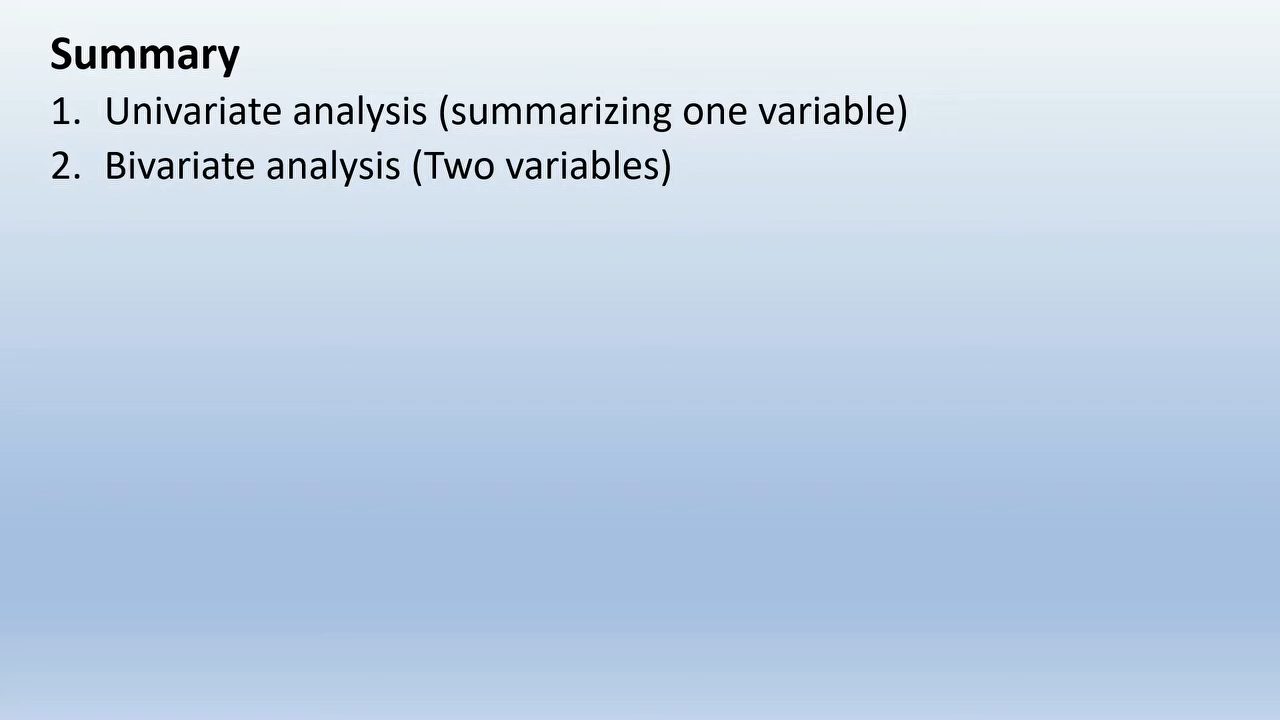 Summary
1. Univariate analysis (summarizing one variable)
2. Bivariate analysis (Two variables)